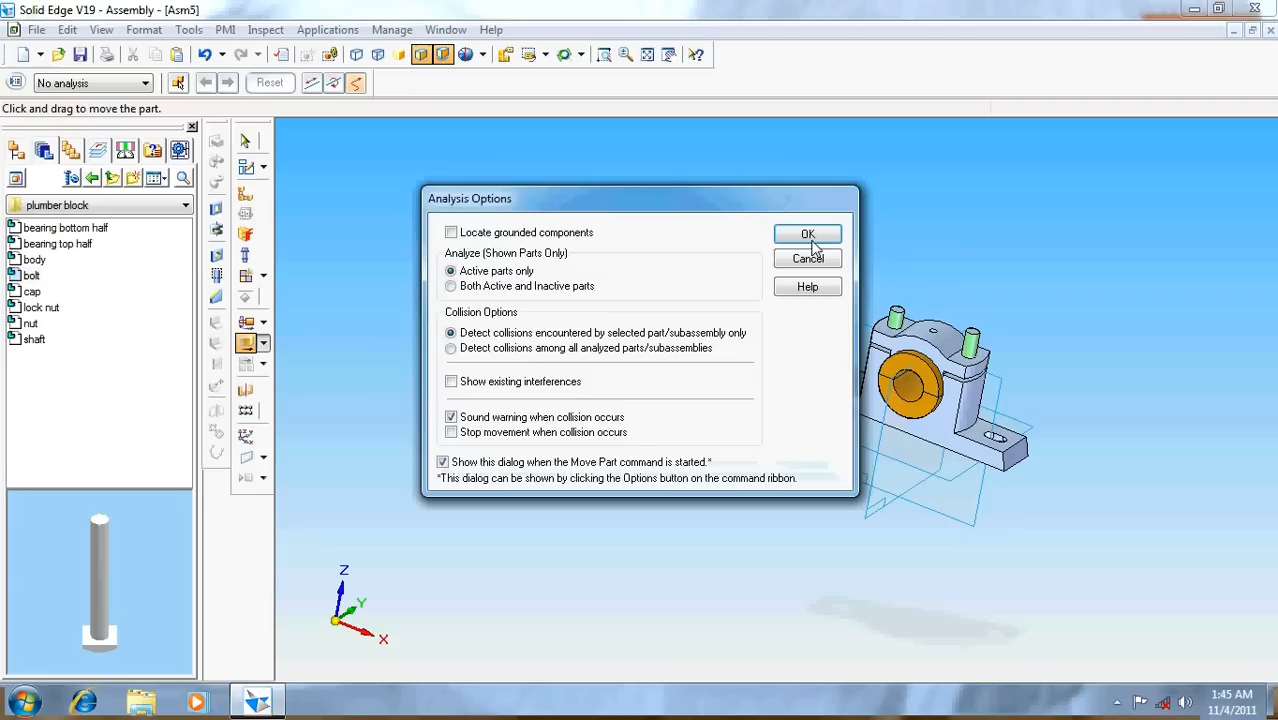 Solid Edge V19 - Assembly - [Asm5]
File Edit View Format Tools PMI Inspect Applications Manage Window Help
No analysis Reset
Click and drag to move the part.
plumber block
bearing bottom half
bearing top half
body
bolt
cap
lock nut
nut
shaft
Analysis Options
Locate grounded components
OK
Analyze (Shown Parts Only)
Cancel
Active parts only
Both Active and Inactive parts
Help
Collision Options
Detect collisions encountered by selected part/subassembly only
Detect collisions among all analyzed parts/subassemblies
Show existing interferences
Sound warning when collision occurs
Stop movement when collision occurs
Show this dialog when the Move Part command is started.*
*This dialog can be shown by clicking the Options button on the command ribbon.
Z
Y
X
1:45 AM
11/4/2011